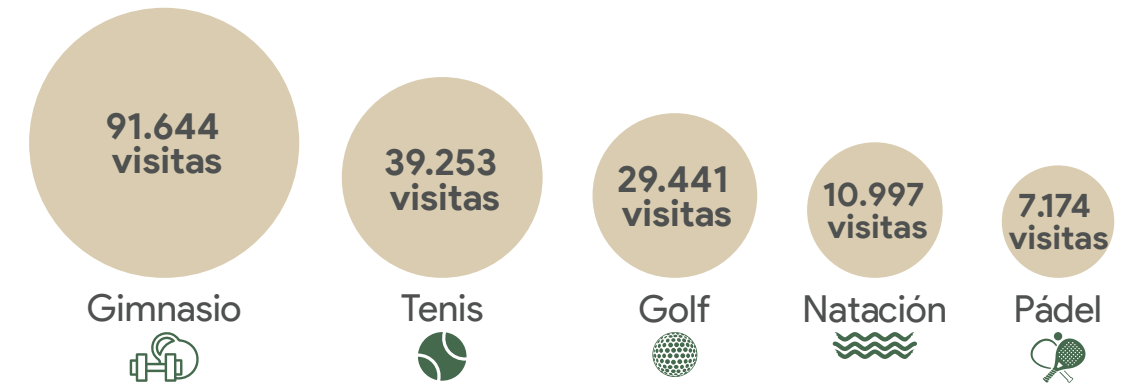 91.644
visitas
Gimnasio
39.253
visitas
Tenis
29.441
visitas
Golf
10.997
visitas
Natación
7.174
visitas
Pádel